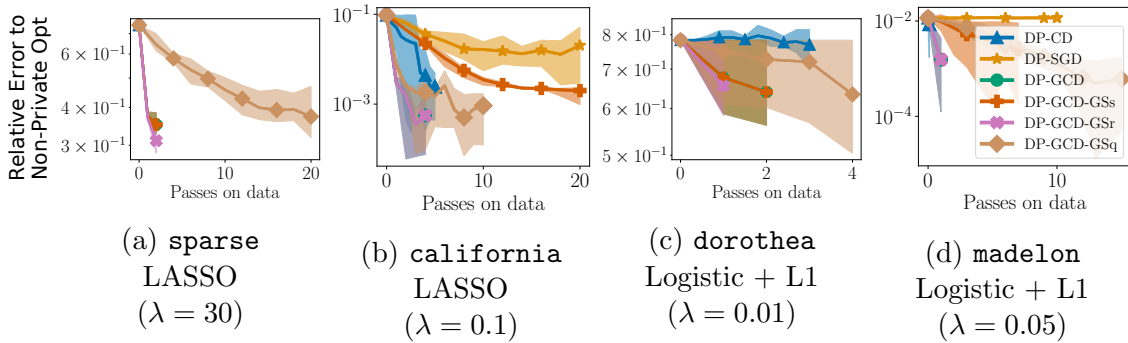 Relative Error to
Non-Private Opt
6 × 10⁻¹
4 × 10⁻¹
3 × 10⁻¹
0
10
20
Passes on data
10⁻¹
10⁻³
0
10
20
Passes on data
8 × 10⁻¹
7 × 10⁻¹
6 × 10⁻¹
5 × 10⁻¹
0
2
4
Passes on data
10⁻²
10⁻⁴
0
10
Passes on data
DP-CD
DP-SGD
DP-GCD
DP-GCD-GSs
DP-GCD-GSr
DP-GCD-GSq
(a) sparse
LASSO
(λ = 30)
(b) california
LASSO
(λ = 0.1)
(c) dorothea
Logistic + L1
(λ = 0.01)
(d) madelon
Logistic + L1
(λ = 0.05)